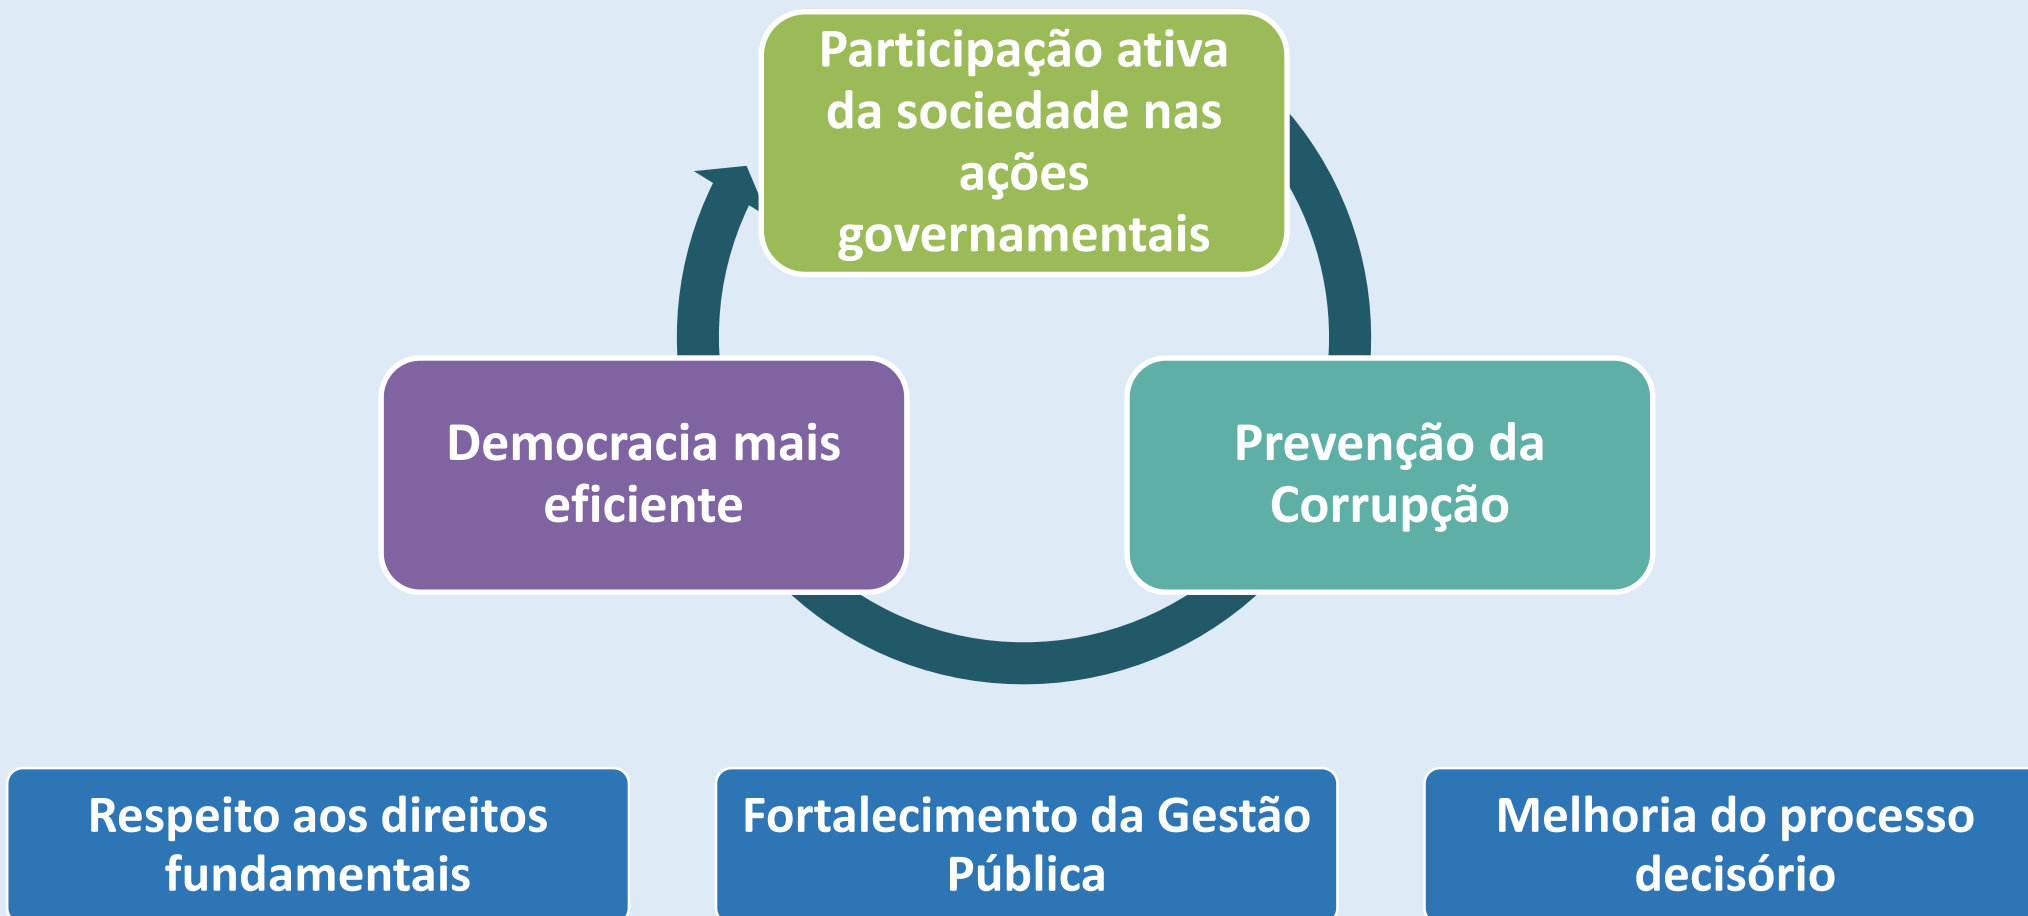 Participação ativa
da sociedade nas
ações
governamentais
Democracia mais
eficiente
Prevenção da
Corrupção
Respeito aos direitos
fundamentais
Fortalecimento da Gestão
Pública
Melhoria do processo
decisório